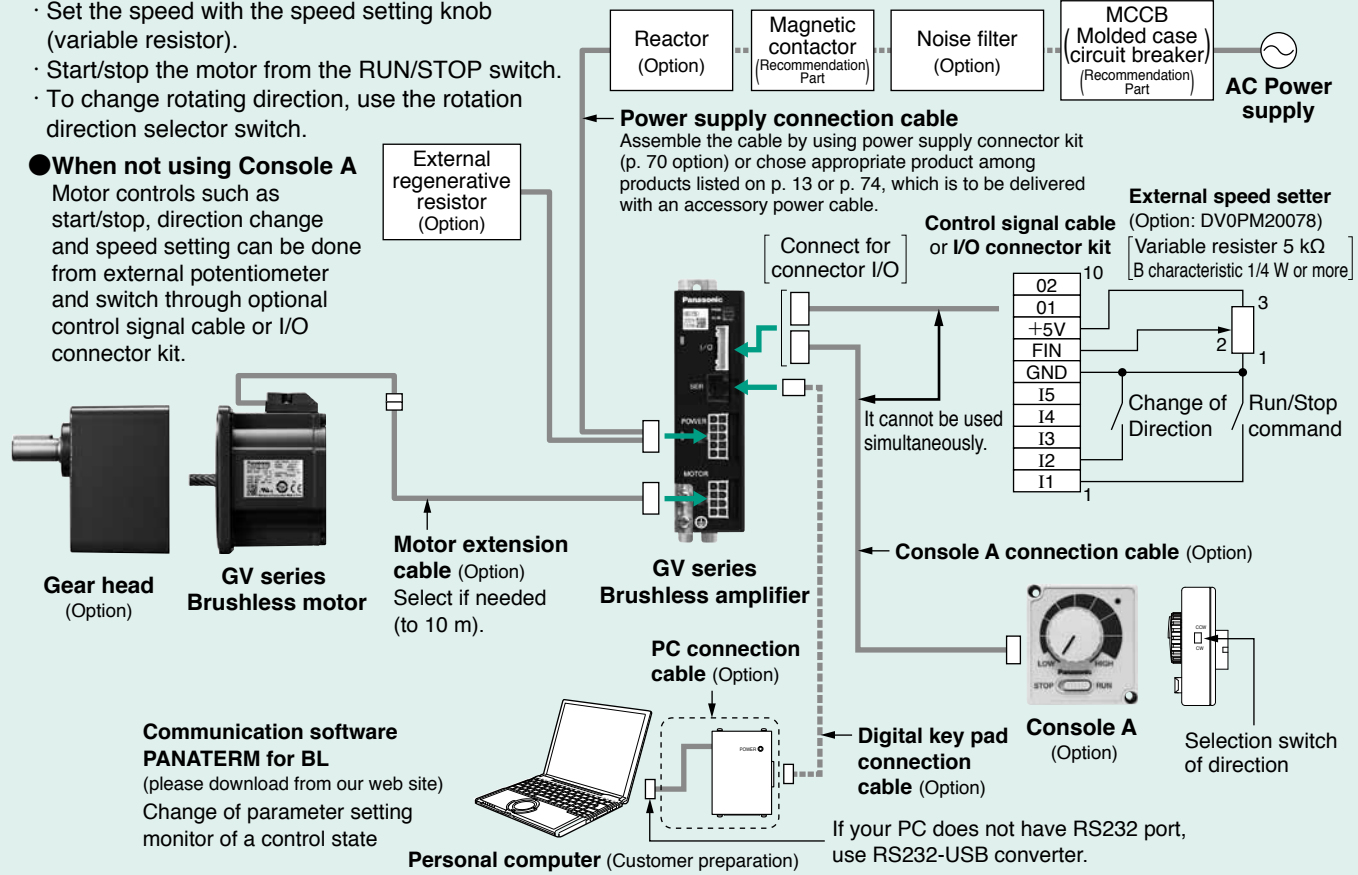 · Set the speed with the speed setting knob
(variable resistor).
· Start/stop the motor from the RUN/STOP switch.
· To change rotating direction, use the rotation
direction selector switch.
●When not using Console A
Motor controls such as
start/stop, direction change
and speed setting can be done
from external potentiometer
and switch through optional
control signal cable or I/O
connector kit.
Reactor
(Option)
Magnetic
contactor
(Recommendation
Part)
Noise filter
(Option)
MCCB
(Molded case
circuit breaker)
(Recommendation
Part)
AC Power
supply
Power supply connection cable
Assemble the cable by using power supply connector kit
(p. 70 option) or chose appropriate product among
products listed on p. 13 or p. 74, which is to be delivered
with an accessory power cable.
External
regenerative
resistor
(Option)
[Connect for
connector I/O]
Control signal cable
or I/O connector kit
External speed setter
(Option: DV0PM20078)
[Variable resister 5 kΩ
B characteristic 1/4 W or more]
10
02
01
+5V
FIN
GND
I5
I4
I3
I2
I1
1
3
2
1
Change of
Direction
Run/Stop
command
It cannot be used
simultaneously.
Panasonic
I/O
SER
POWER
MOTOR
GV series
Brushless amplifier
Gear head
(Option)
GV series
Brushless motor
Motor extension
cable (Option)
Select if needed
(to 10 m).
Console A connection cable (Option)
LOW
HIGH
Panasonic
STOP
RUN
CCW
CW
Console A
(Option)
Selection switch
of direction
PC connection
cable (Option)
POWER
Digital key pad
connection
cable (Option)
Communication software
PANATERM for BL
(please download from our web site)
Change of parameter setting
monitor of a control state
Personal computer (Customer preparation)
If your PC does not have RS232 port,
use RS232-USB converter.